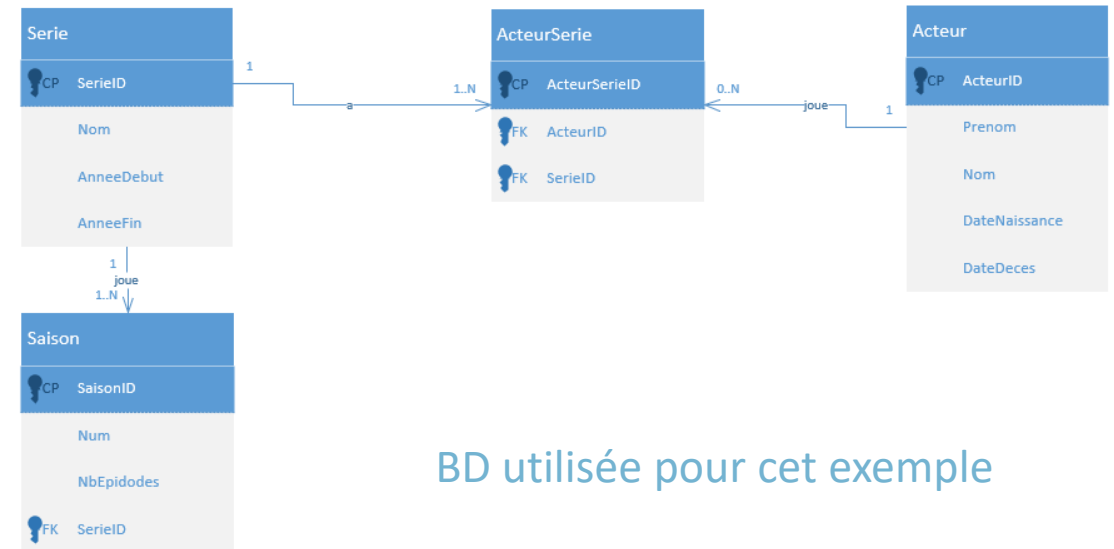 Serie
CP SerieID
Nom
AnneeDebut
AnneeFin
1
a
1..N
ActeurSerie
CP ActeurSerieID
FK ActeurID
FK SerieID
0..N
joue
1
Acteur
CP ActeurID
Prenom
Nom
DateNaissance
DateDeces
1
joue
1..N
Saison
CP SaisonID
Num
NbEpidodes
FK SerieID
BD utilisée pour cet exemple